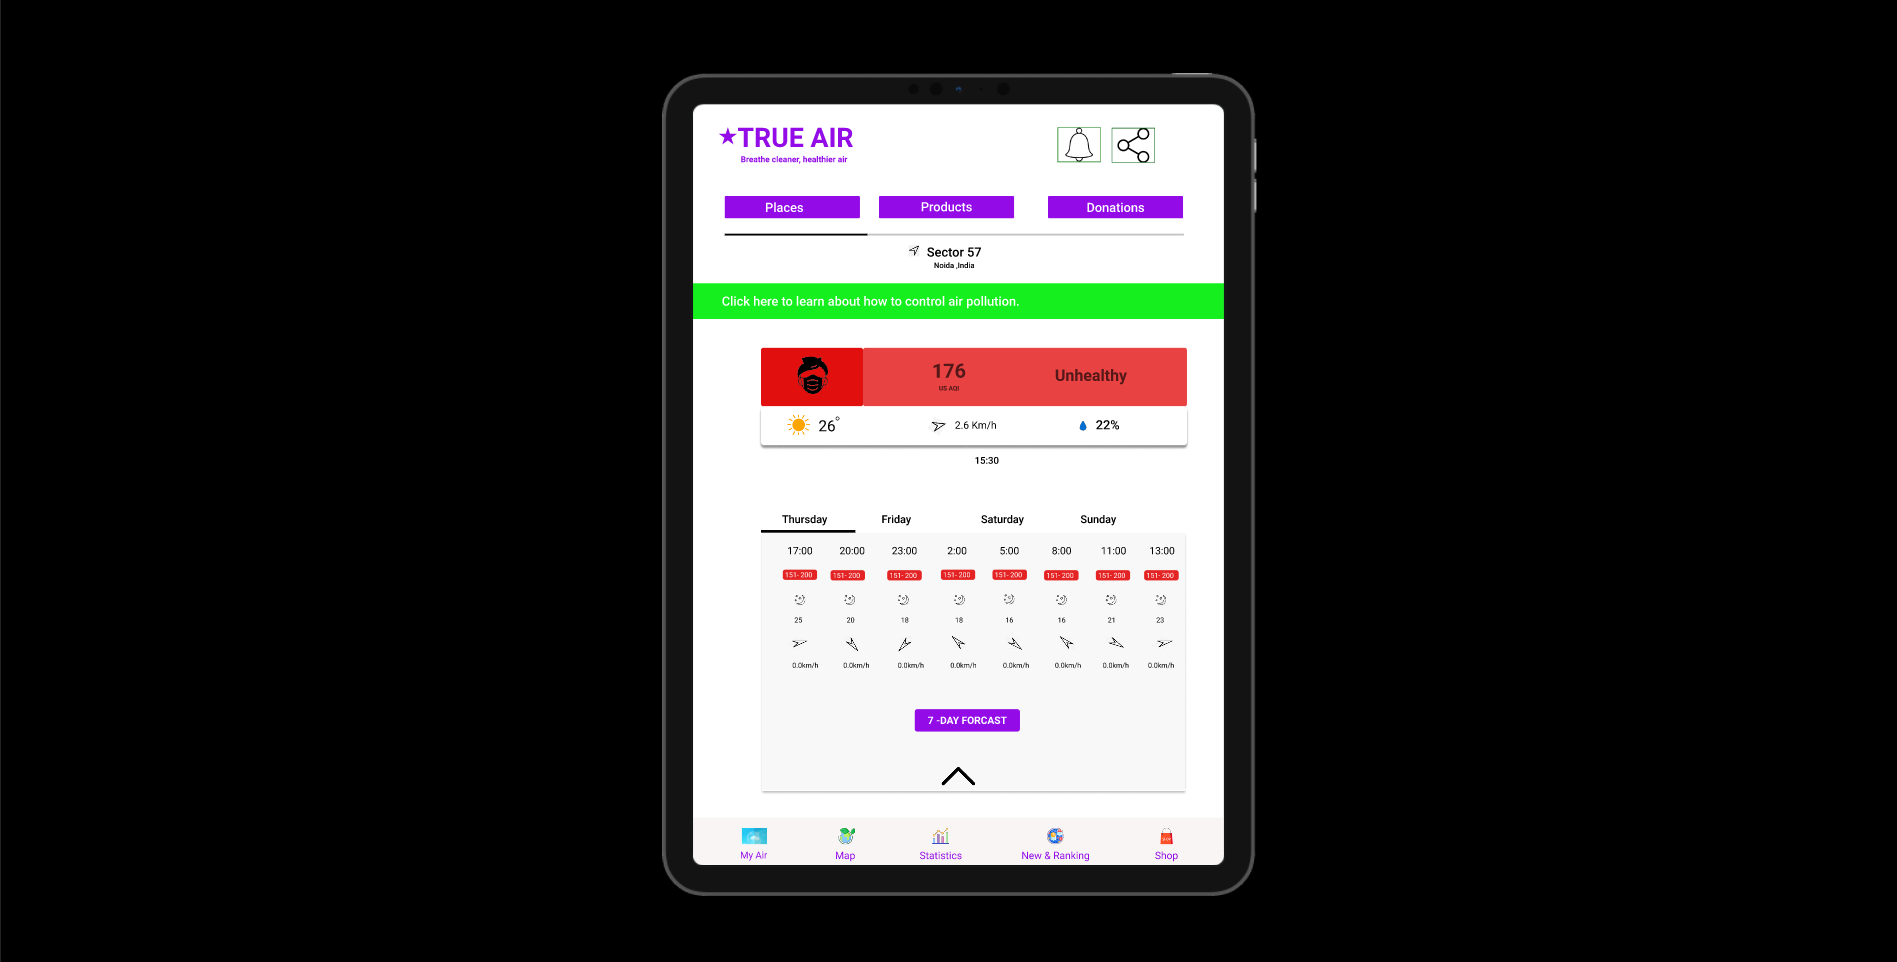 ★TRUE AIR
Breathe cleaner, healthier air
Places Products Donations
Sector 57
Noida ,India
Click here to learn about how to control air pollution.
176 Unhealthy
US AQI
26° 2.6 Km/h 22%
15:30
Thursday Friday Saturday Sunday
17:00 20:00 23:00 2:00 5:00 8:00 11:00 13:00
151- 200 151- 200 151- 200 151- 200 151- 200 151- 200 151- 200 151- 200
25 20 18 18 16 16 21 23
0.0km/h 0.0km/h 0.0km/h 0.0km/h 0.0km/h 0.0km/h 0.0km/h 0.0km/h
7 -DAY FORCAST
My Air Map Statistics New & Ranking Shop